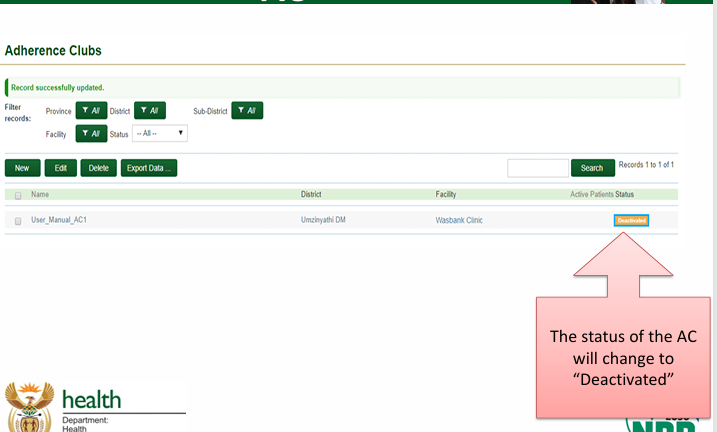 Adherence Clubs
Record successfully updated.
Filter records:
Province All District All Sub-District All
Facility All Status -- All --
New Edit Delete Export Data ... Search Records 1 to 1 of 1
Name District Facility Active Patients Status
User_Manual_AC1 Umzinyathi DM Wasbank Clinic Deactivated
The status of the AC
will change to
“Deactivated”
health
Department:
Health